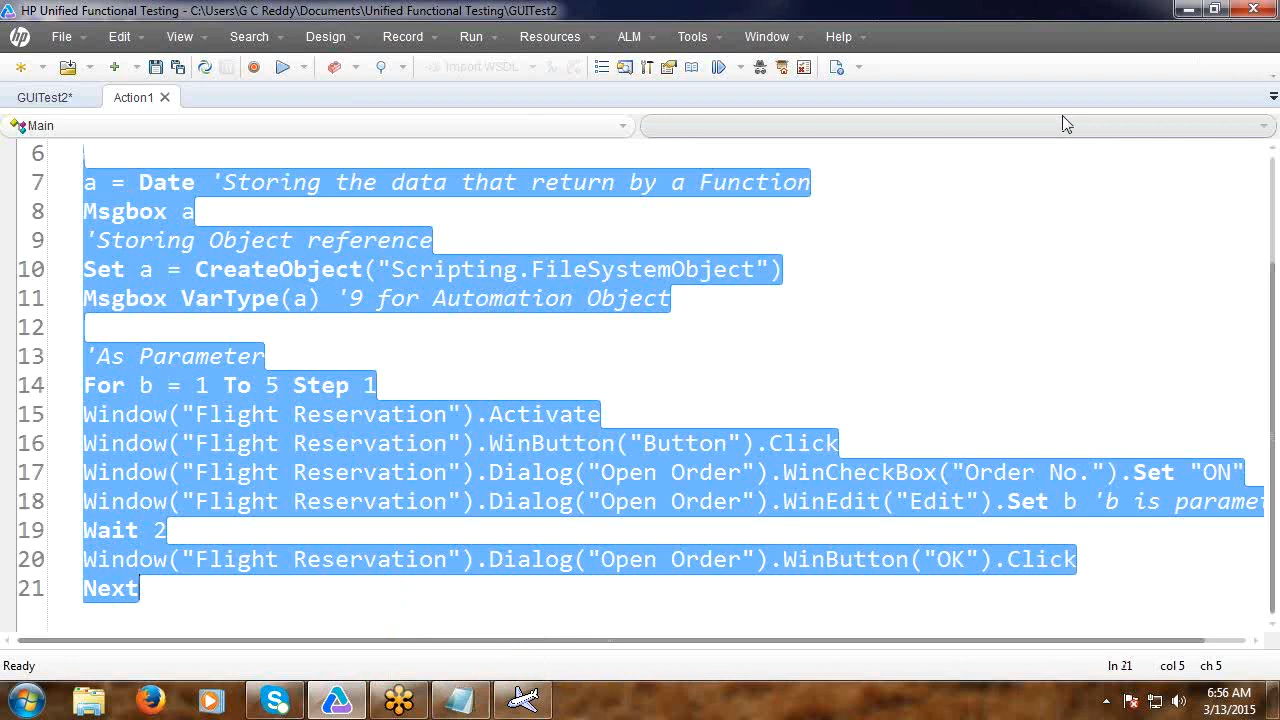 HP Unified Functional Testing - C:\Users\G C Reddy\Documents\Unified Functional Testing\GUITest2
hp File Edit View Search Design Record Run Resources ALM Tools Window Help
Import WSDL
GUITest2* Action1
Main
6
7 a = Date 'Storing the data that return by a Function
8 Msgbox a
9 'Storing Object reference
10 Set a = CreateObject("Scripting.FileSystemObject")
11 Msgbox VarType(a) '9 for Automation Object
12
13 'As Parameter
14 For b = 1 To 5 Step 1
15 Window("Flight Reservation").Activate
16 Window("Flight Reservation").WinButton("Button").Click
17 Window("Flight Reservation").Dialog("Open Order").WinCheckBox("Order No.").Set "ON"
18 Window("Flight Reservation").Dialog("Open Order").WinEdit("Edit").Set b 'b is parame
19 Wait 2
20 Window("Flight Reservation").Dialog("Open Order").WinButton("OK").Click
21 Next
Ready ln 21 col 5 ch 5
6:56 AM
3/13/2015